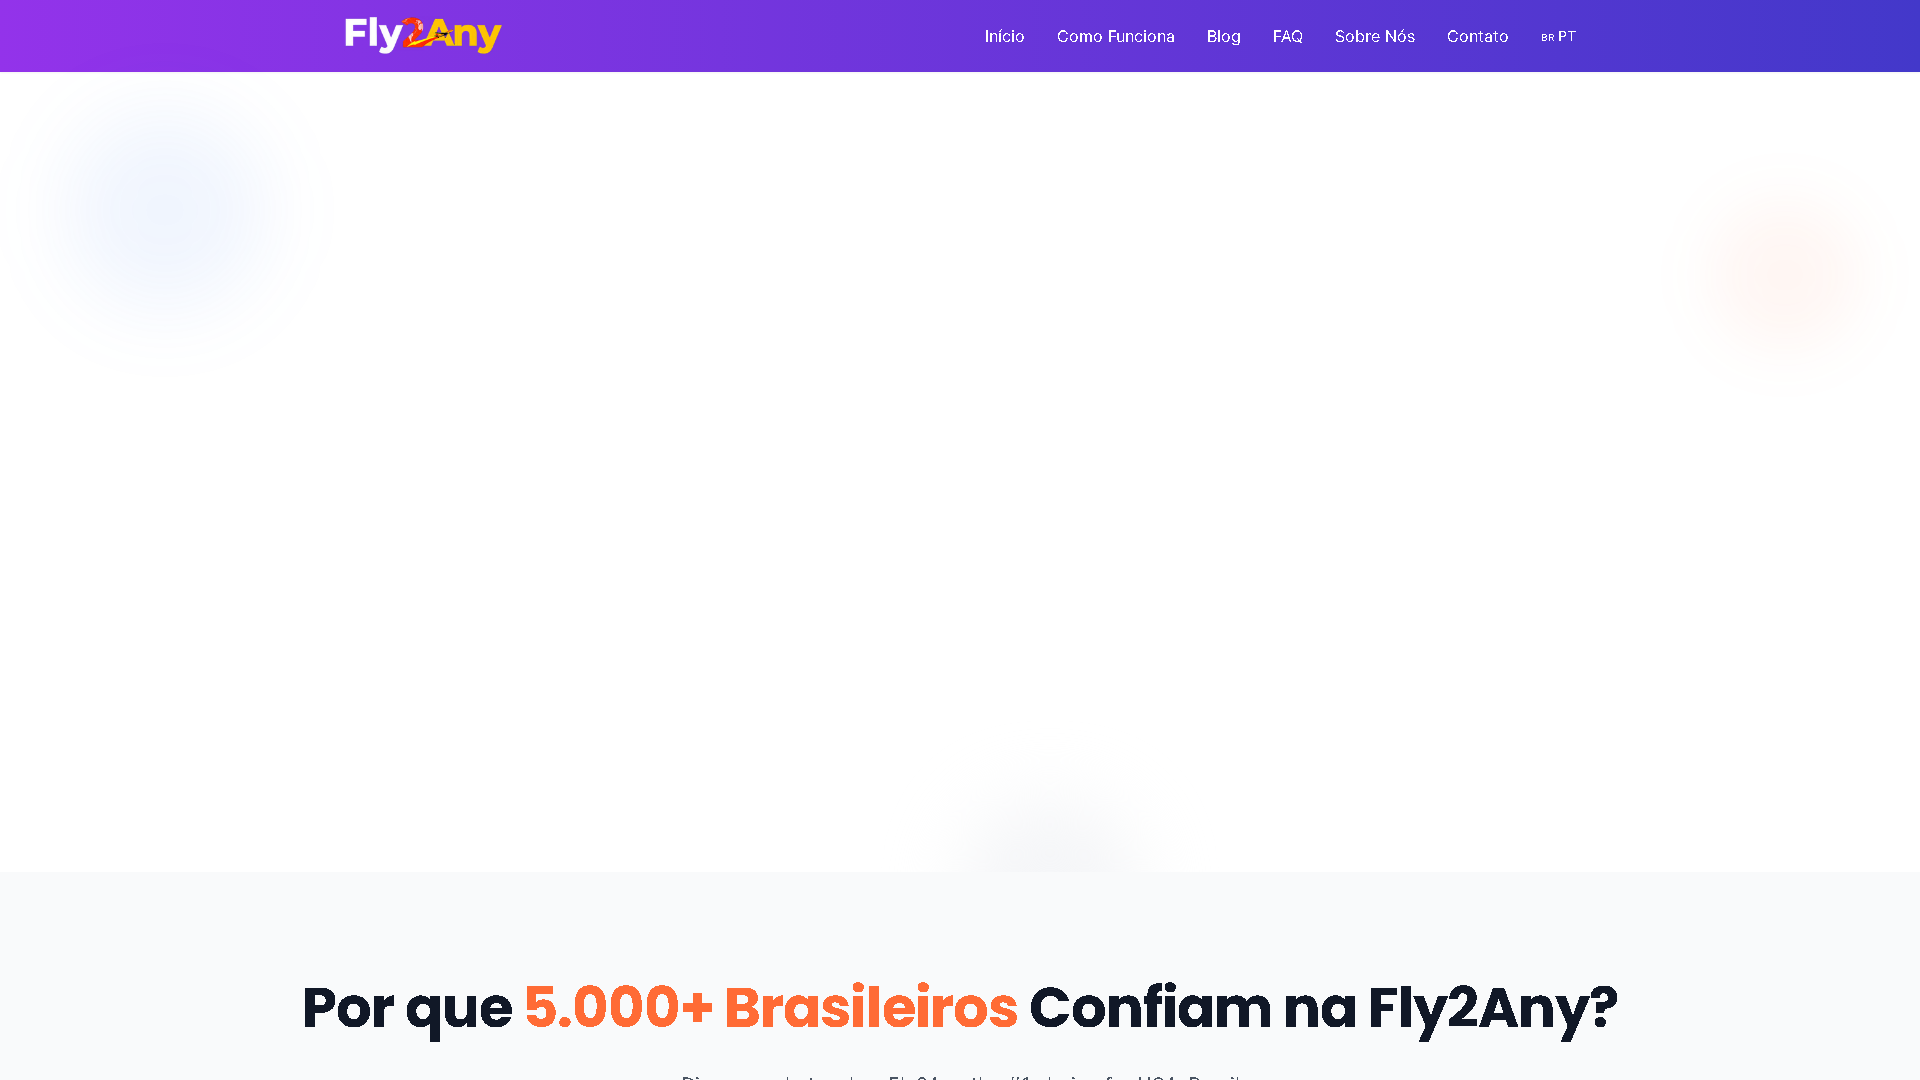 Fly2Any
Início Como Funciona Blog FAQ Sobre Nós Contato BR PT
Por que 5.000+ Brasileiros Confiam na Fly2Any?